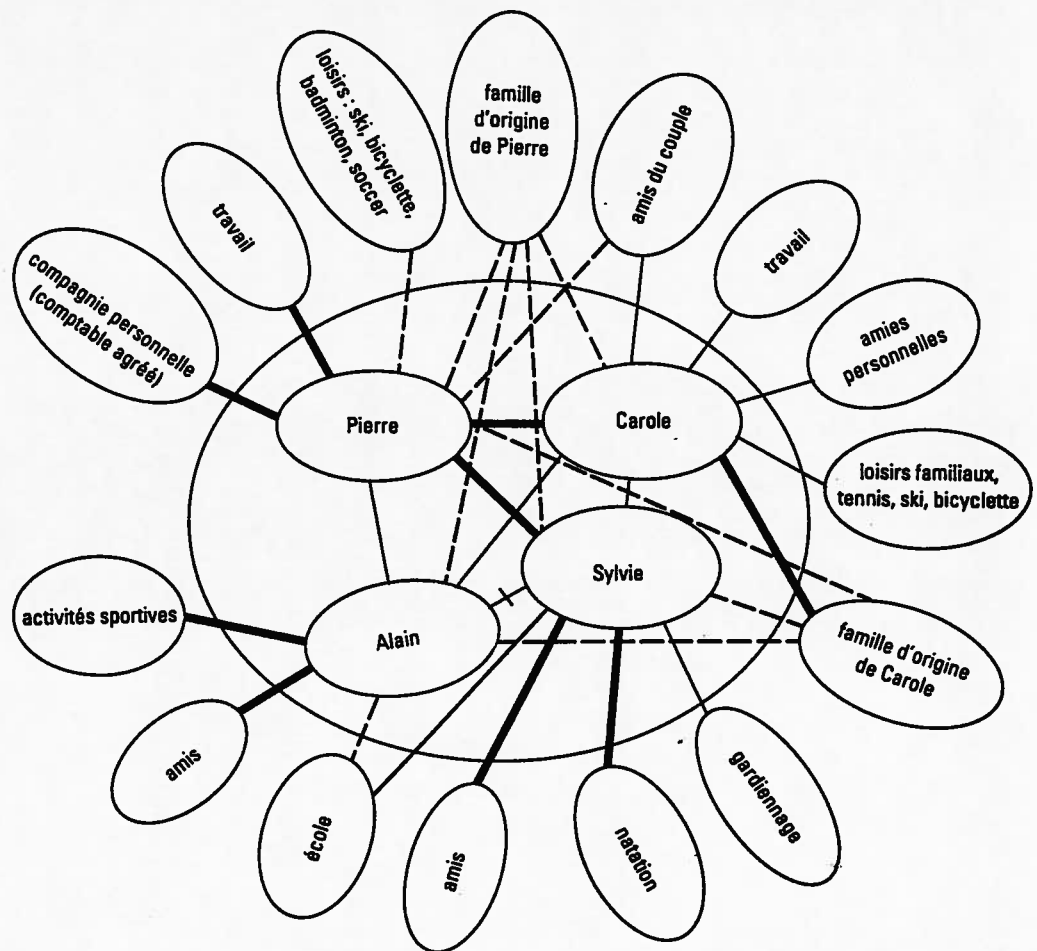 loisirs : ski, bicyclette,
badminton, soccer
famille
d'origine
de Pierre
amis du couple
travail
travail
compagnie personnelle
(comptable agréé)
amies
personnelles
Pierre
Carole
loisirs familiaux,
tennis, ski, bicyclette
Sylvie
activités sportives
Alain
famille d'origine
de Carole
amis
école
amis
natation
gardiennage